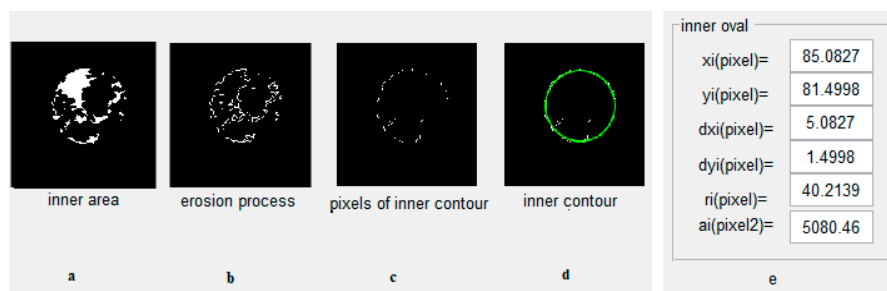 inner area
erosion process
pixels of inner contour
inner contour
a
b
c
d
inner oval
xi(pixel)= 85.0827
yi(pixel)= 81.4998
dxi(pixel)= 5.0827
dyi(pixel)= 1.4998
ri(pixel)= 40.2139
ai(pixel2)= 5080.46
e